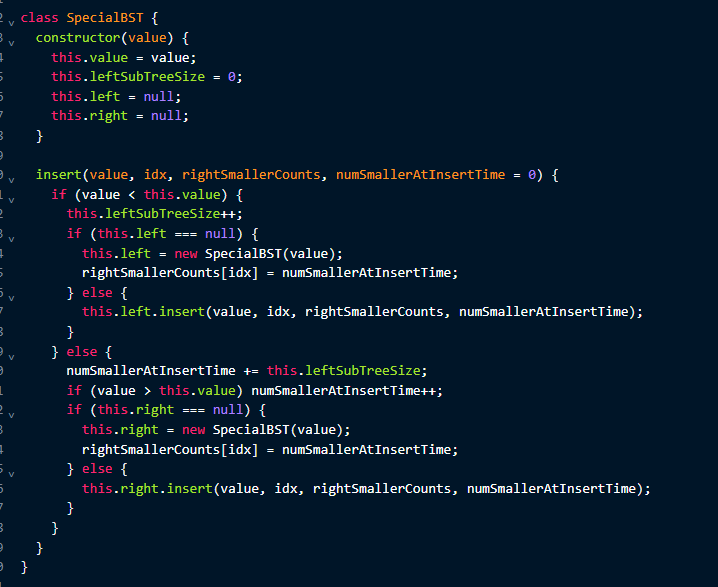 class SpecialBST {
  constructor(value) {
    this.value = value;
    this.leftSubTreeSize = 0;
    this.left = null;
    this.right = null;
  }

  insert(value, idx, rightSmallerCounts, numSmallerAtInsertTime = 0) {
    if (value < this.value) {
      this.leftSubTreeSize++;
      if (this.left === null) {
        this.left = new SpecialBST(value);
        rightSmallerCounts[idx] = numSmallerAtInsertTime;
      } else {
        this.left.insert(value, idx, rightSmallerCounts, numSmallerAtInsertTime);
      }
    } else {
      numSmallerAtInsertTime += this.leftSubTreeSize;
      if (value > this.value) numSmallerAtInsertTime++;
      if (this.right === null) {
        this.right = new SpecialBST(value);
        rightSmallerCounts[idx] = numSmallerAtInsertTime;
      } else {
        this.right.insert(value, idx, rightSmallerCounts, numSmallerAtInsertTime);
      }
    }
  }
}